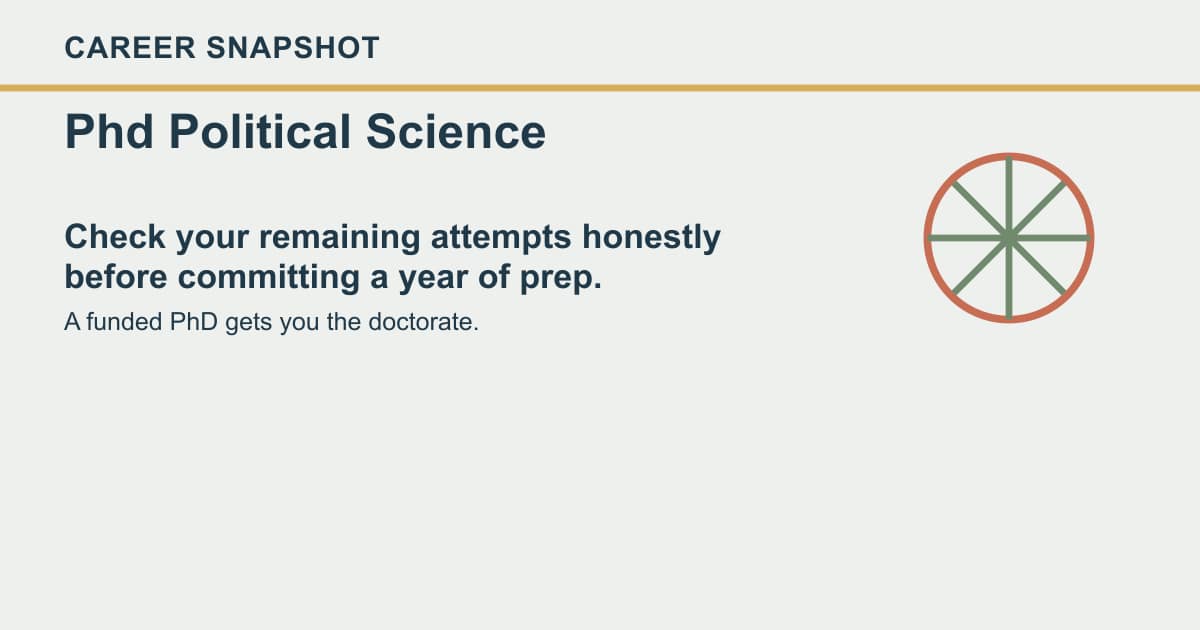 CAREER SNAPSHOT
Phd Political Science
Check your remaining attempts honestly
before committing a year of prep.
A funded PhD gets you the doctorate.